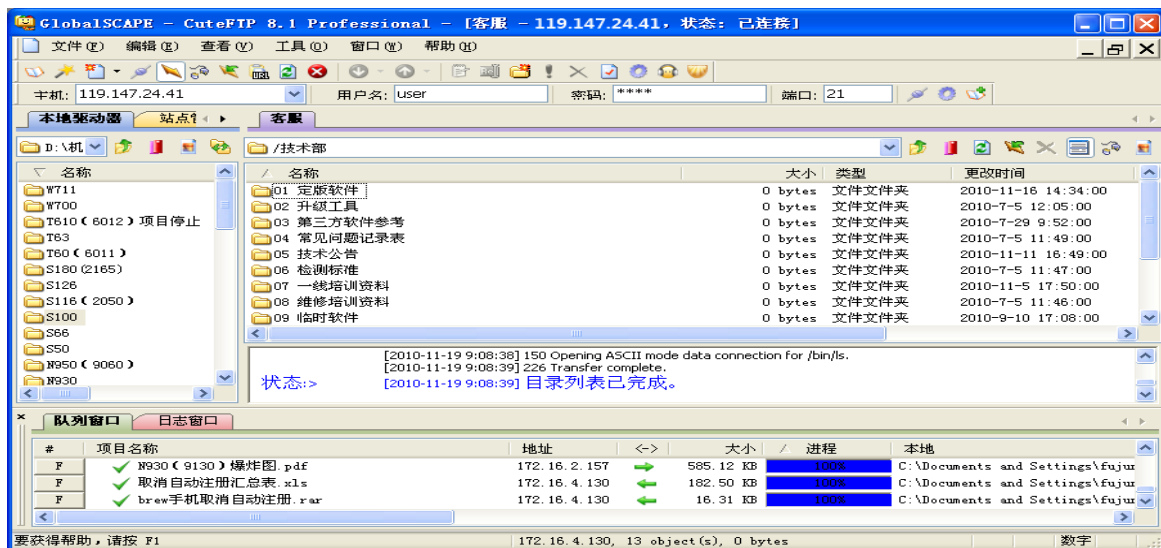 GlobalSCAPE - CuteFTP 8.1 Professional - [客服 - 119.147.24.41，状态: 已连接]
文件(F) 编辑(E) 查看(V) 工具(O) 窗口(W) 帮助(H)
主机: 119.147.24.41 用户名: user 密码: **** 端口: 21
本地驱动器 客服
D:\机 /技术部
名称 名称 大小 类型 更改时间
W711 01 定版软件 0 bytes 文件文件夹 2010-11-16 14:34:00
W700 02 升级工具 0 bytes 文件文件夹 2010-7-5 12:05:00
T610（6012）项目停止 03 第三方软件参考 0 bytes 文件文件夹 2010-7-29 9:52:00
T63 04 常见问题记录表 0 bytes 文件文件夹 2010-7-5 11:49:00
T60（6011） 05 技术公告 0 bytes 文件文件夹 2010-11-11 16:49:00
S180(2165) 06 检测标准 0 bytes 文件文件夹 2010-7-5 11:47:00
S126 07 一线培训资料 0 bytes 文件文件夹 2010-11-5 17:50:00
S116（2050） 08 维修培训资料 0 bytes 文件文件夹 2010-7-5 11:46:00
S100 09 临时软件 0 bytes 文件文件夹 2010-9-10 17:08:00
S66
S50 [2010-11-19 9:08:38] 150 Opening ASCII mode data connection for /bin/ls.
N950（9060） [2010-11-19 9:08:39] 226 Transfer complete.
N930 状态:> [2010-11-19 9:08:39] 目录列表已完成。
队列窗口 日志窗口
# 项目名称 地址 <-> 大小 进程 本地
F N930（9130）爆炸图.pdf 172.16.2.157 585.12 KB 100% C:\Documents and Settings\fujur
F 取消自动注册汇总表.xls 172.16.4.130 182.50 KB 100% C:\Documents and Settings\fujur
F brew手机取消自动注册.rar 172.16.4.130 16.31 KB 100% C:\Documents and Settings\fujur
要获得帮助，请按 F1 172.16.4.130, 13 object(s), 0 bytes 数字